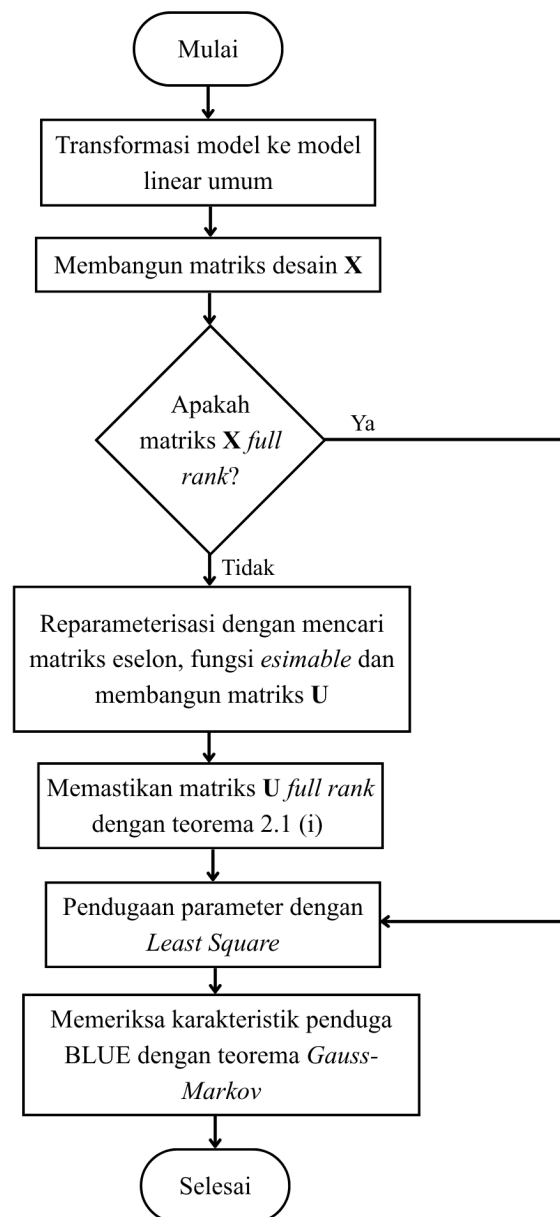 Mulai
Transformasi model ke model
linear umum
Membangun matriks desain X
Apakah
matriks X full
rank?
Ya
Tidak
Reparameterisasi dengan mencari
matriks eselon, fungsi esimable dan
membangun matriks U
Memastikan matriks U full rank
dengan teorema 2.1 (i)
Pendugaan parameter dengan
Least Square
Memeriksa karakteristik penduga
BLUE dengan teorema Gauss-
Markov
Selesai